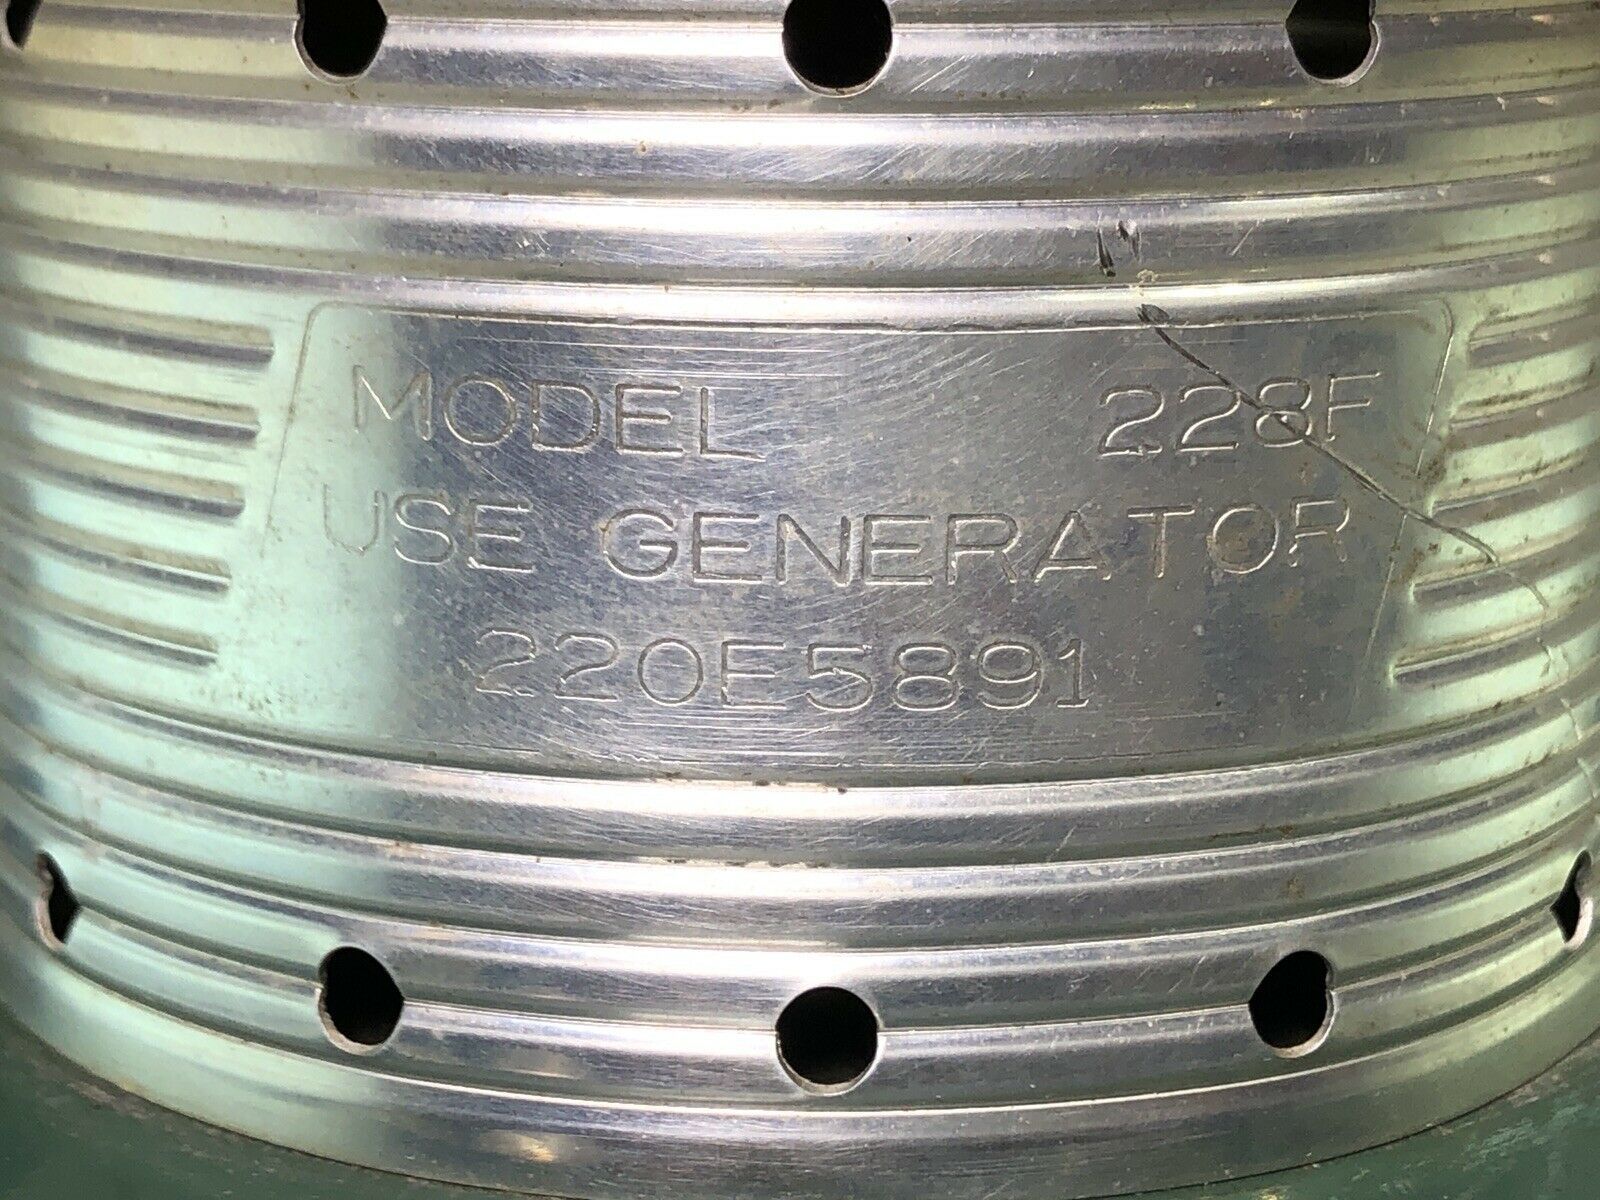 MODEL 228F
USE GENERATOR
220E5891